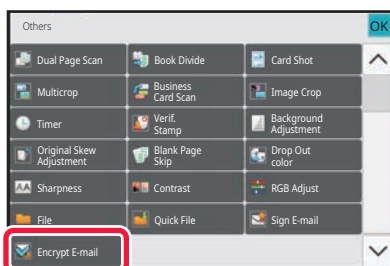 Others
OK
Dual Page Scan
Book Divide
Card Shot
Multicrop
Business
Card Scan
Image Crop
Timer
Verif.
Stamp
Background
Adjustment
Original Skew
Adjustment
Blank Page
Skip
Drop Out
color
AA Sharpness
Contrast
RGB Adjust
File
Quick File
Sign E-mail
Encrypt E-mail